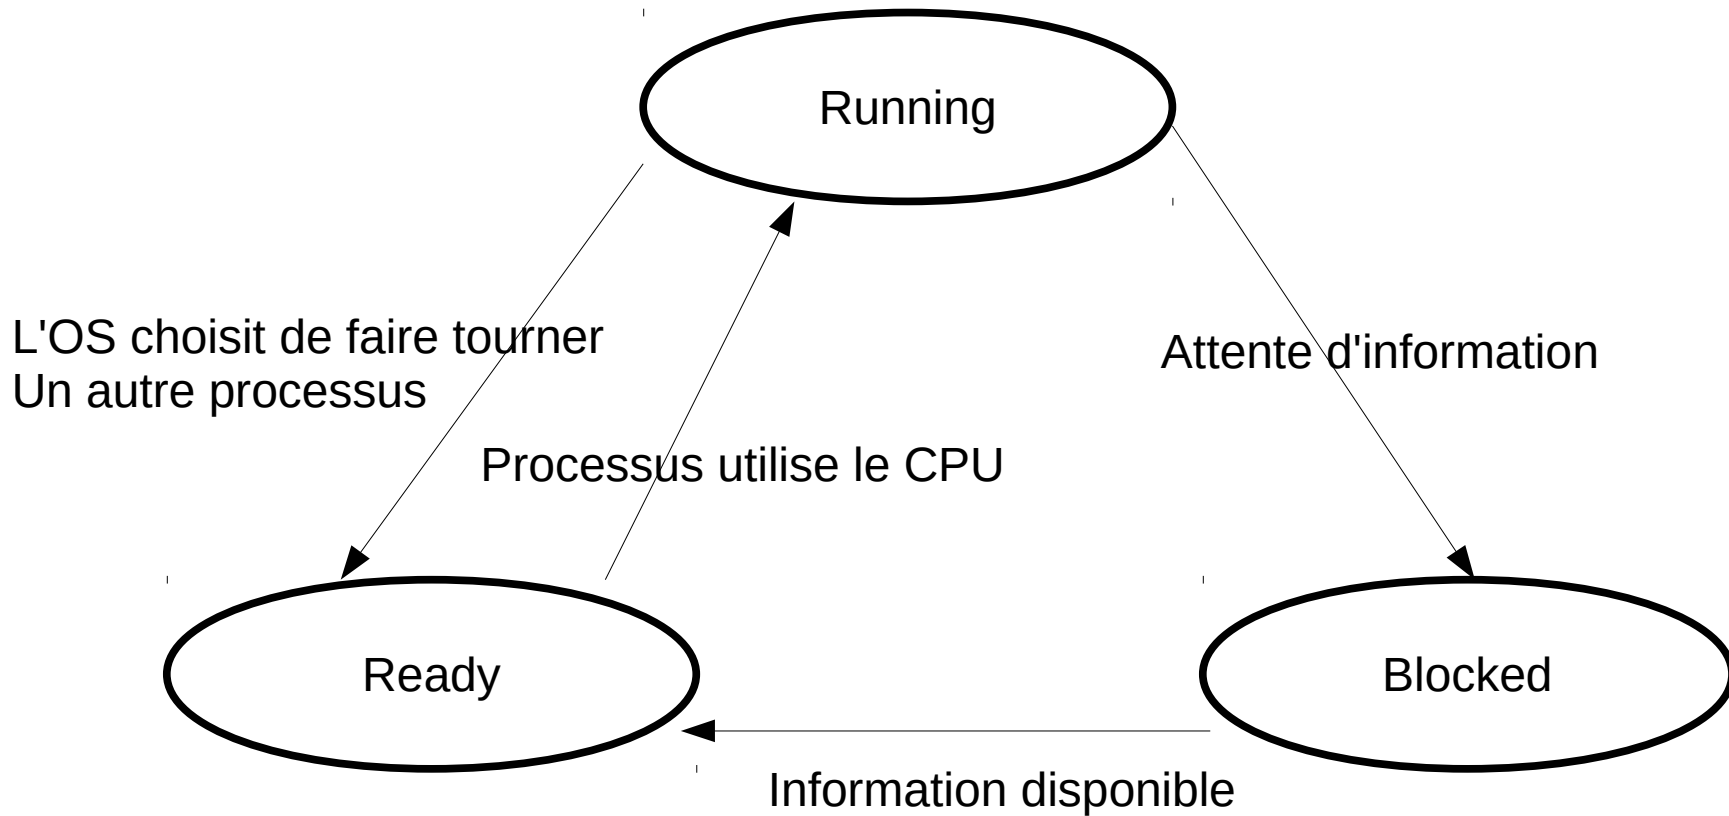 Running
L'OS choisit de faire tourner
Un autre processus
Attente d'information
Processus utilise le CPU
Ready
Blocked
Information disponible